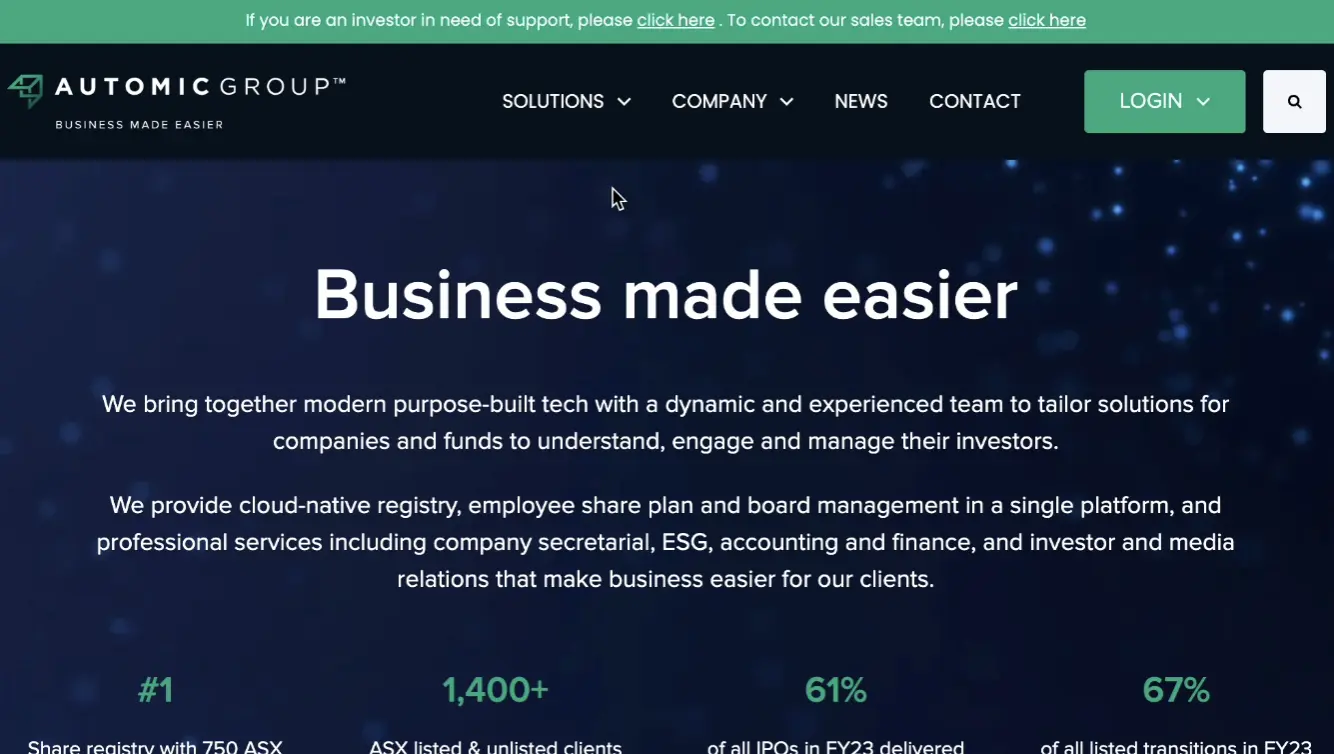 If you are an investor in need of support, please click here . To contact our sales team, please click here
AUTOMIC GROUP™
BUSINESS MADE EASIER
SOLUTIONS
COMPANY
NEWS
CONTACT
LOGIN
Business made easier
We bring together modern purpose-built tech with a dynamic and experienced team to tailor solutions for
companies and funds to understand, engage and manage their investors.
We provide cloud-native registry, employee share plan and board management in a single platform, and
professional services including company secretarial, ESG, accounting and finance, and investor and media
relations that make business easier for our clients.
#1
1,400+
61%
67%
Share registry with 750 ASX
ASX listed & unlisted clients
of all IPOs in FY23 delivered
of all listed transitions in FY23